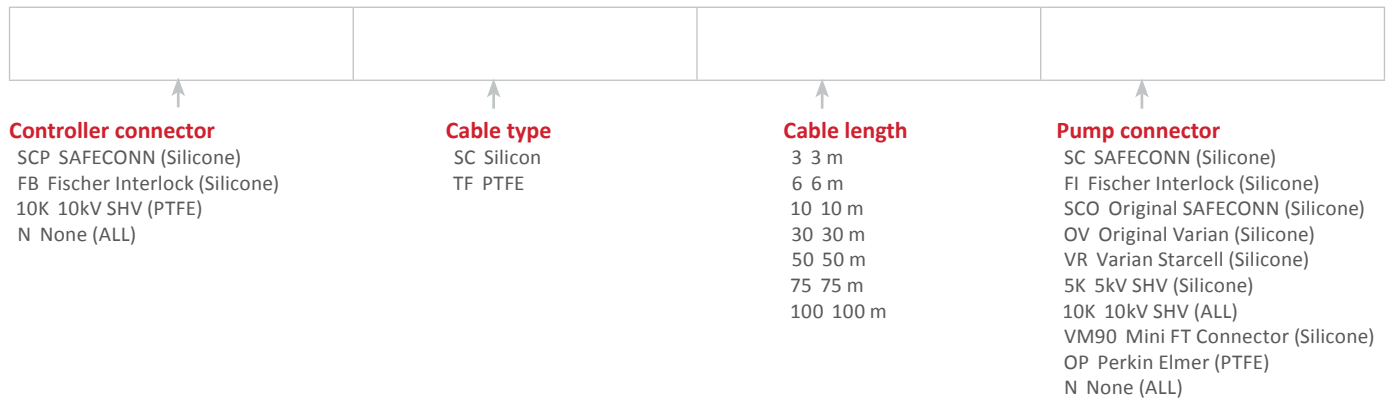 Controller connector
SCP SAFECONN (Silicone)
FB Fischer Interlock (Silicone)
10K 10kV SHV (PTFE)
N None (ALL)
Cable type
SC Silicon
TF PTFE
Cable length
3 3 m
6 6 m
10 10 m
30 30 m
50 50 m
75 75 m
100 100 m
Pump connector
SC SAFECONN (Silicone)
FI Fischer Interlock (Silicone)
SCO Original SAFECONN (Silicone)
OV Original Varian (Silicone)
VR Varian Starcell (Silicone)
5K 5kV SHV (Silicone)
10K 10kV SHV (ALL)
VM90 Mini FT Connector (Silicone)
OP Perkin Elmer (PTFE)
N None (ALL)